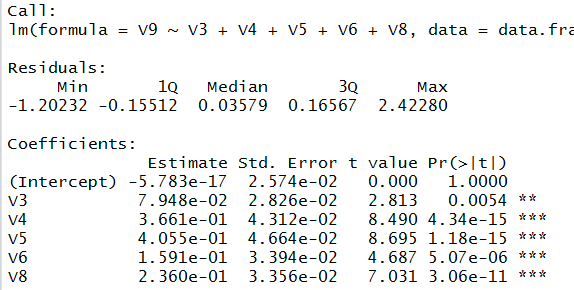 Call:
lm(formula = V9 ~ V3 + V4 + V5 + V6 + V8, data = data.fra
Residuals:
Min 1Q Median 3Q Max
-1.20232 -0.15512 0.03579 0.16567 2.42280
Coefficients:
Estimate Std. Error t value Pr(>|t|)
(Intercept) -5.783e-17 2.574e-02 0.000 1.0000
V3 7.948e-02 2.826e-02 2.813 0.0054 **
V4 3.661e-01 4.312e-02 8.490 4.34e-15 ***
V5 4.055e-01 4.664e-02 8.695 1.18e-15 ***
V6 1.591e-01 3.394e-02 4.687 5.07e-06 ***
V8 2.360e-01 3.356e-02 7.031 3.06e-11 ***